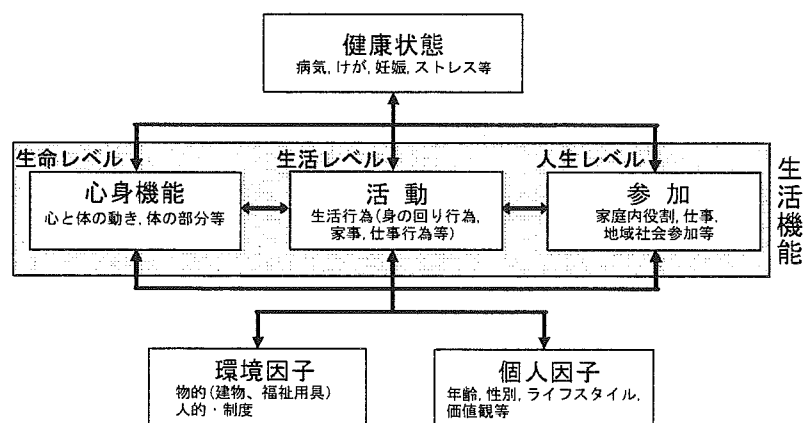 健康状態
病気, けが, 妊娠, ストレス等
生命レベル
生活レベル
人生レベル
心身機能
心と体の動き, 体の部分等
活 動
生活行為(身の回り行為,
家事, 仕事行為等)
参 加
家庭内役割, 仕事,
地域社会参加等
生活機能
環境因子
物的(建物、福祉用具)
人的・制度
個人因子
年齢, 性別, ライフスタイル,
価値観等